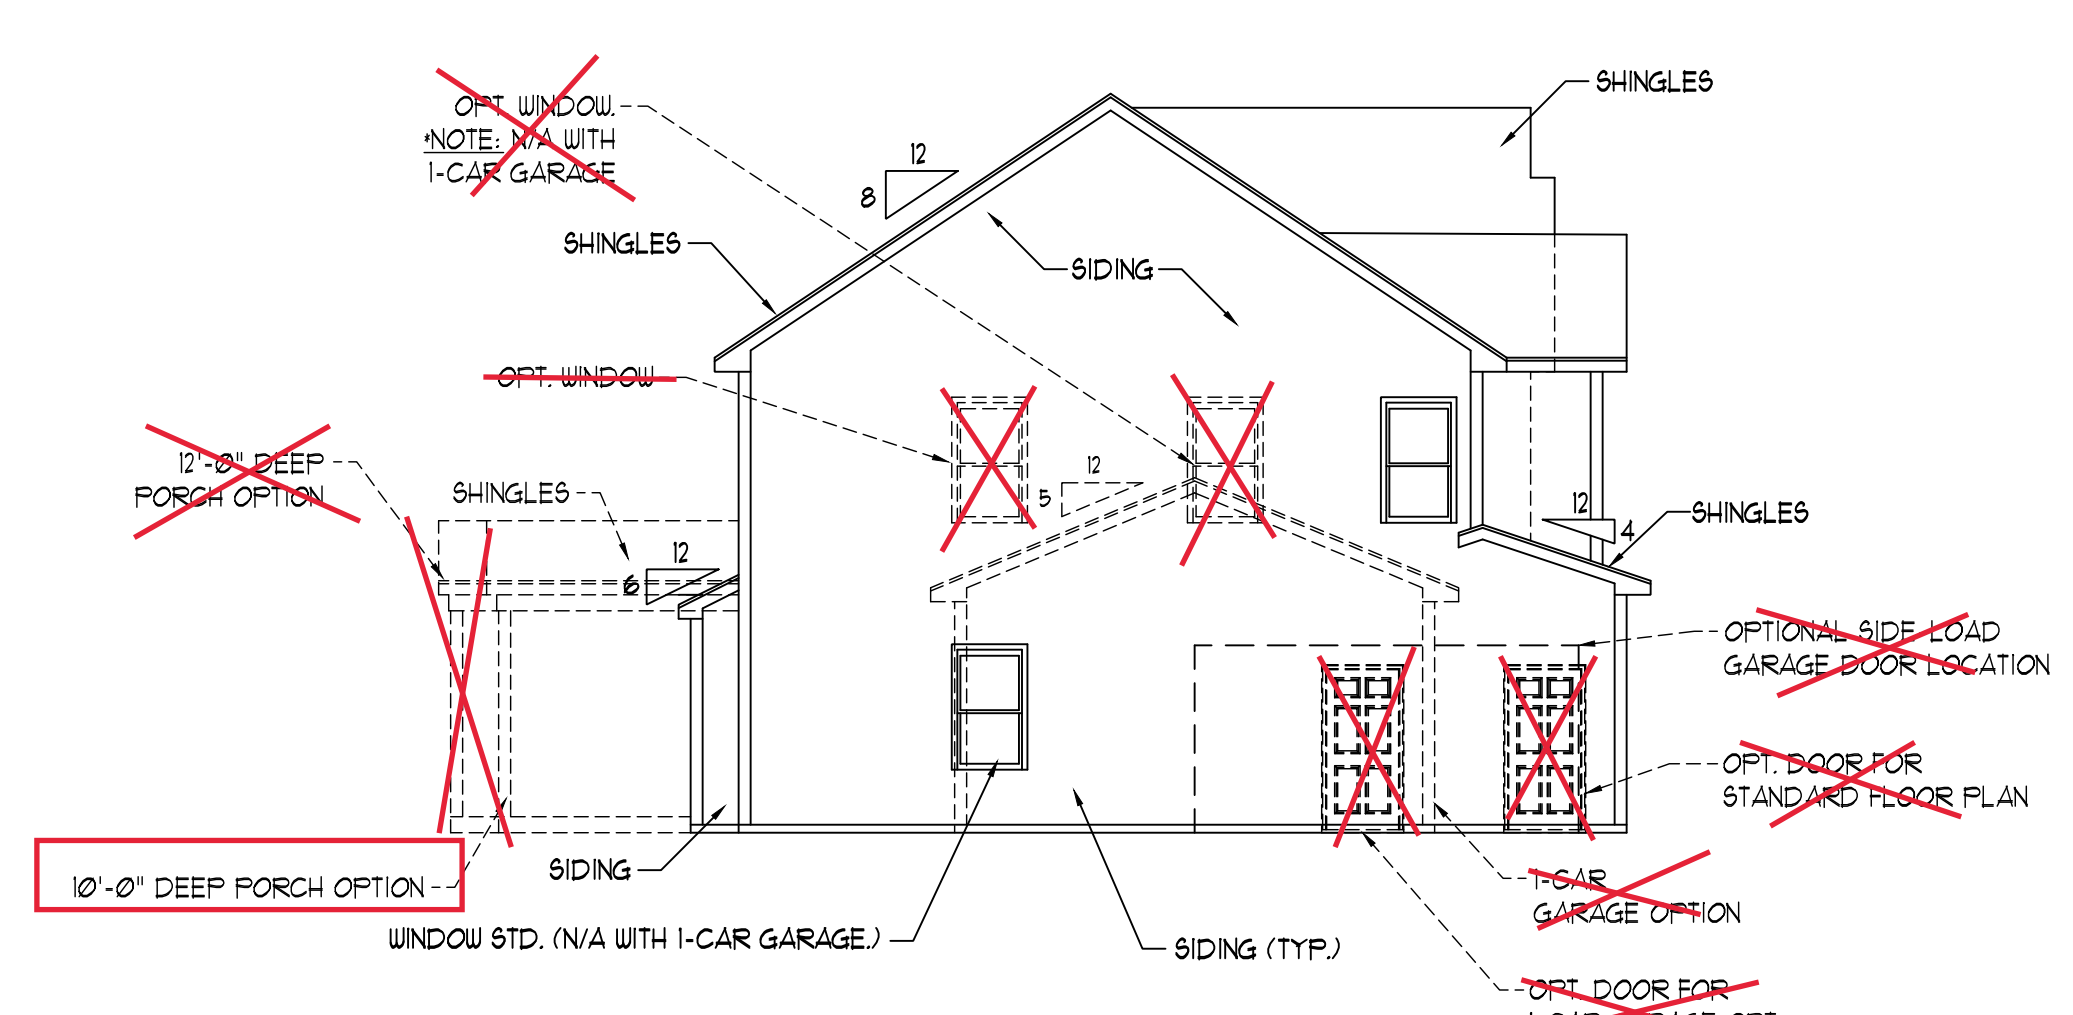 SHINGLES
OPT. WINDOW.
*NOTE: N/A WITH
1-CAR GARAGE
12
8
SHINGLES
SIDING
OPT. WINDOW
12'-0" DEEP
PORCH OPTION
SHINGLES
12
5
12
4
SHINGLES
12
6
OPTIONAL SIDE LOAD
GARAGE DOOR LOCATION
OPT. DOOR FOR
STANDARD FLOOR PLAN
10'-0" DEEP PORCH OPTION
SIDING
1-CAR
GARAGE OPTION
WINDOW STD. (N/A WITH 1-CAR GARAGE.)
SIDING (TYP.)
OPT. DOOR FOR